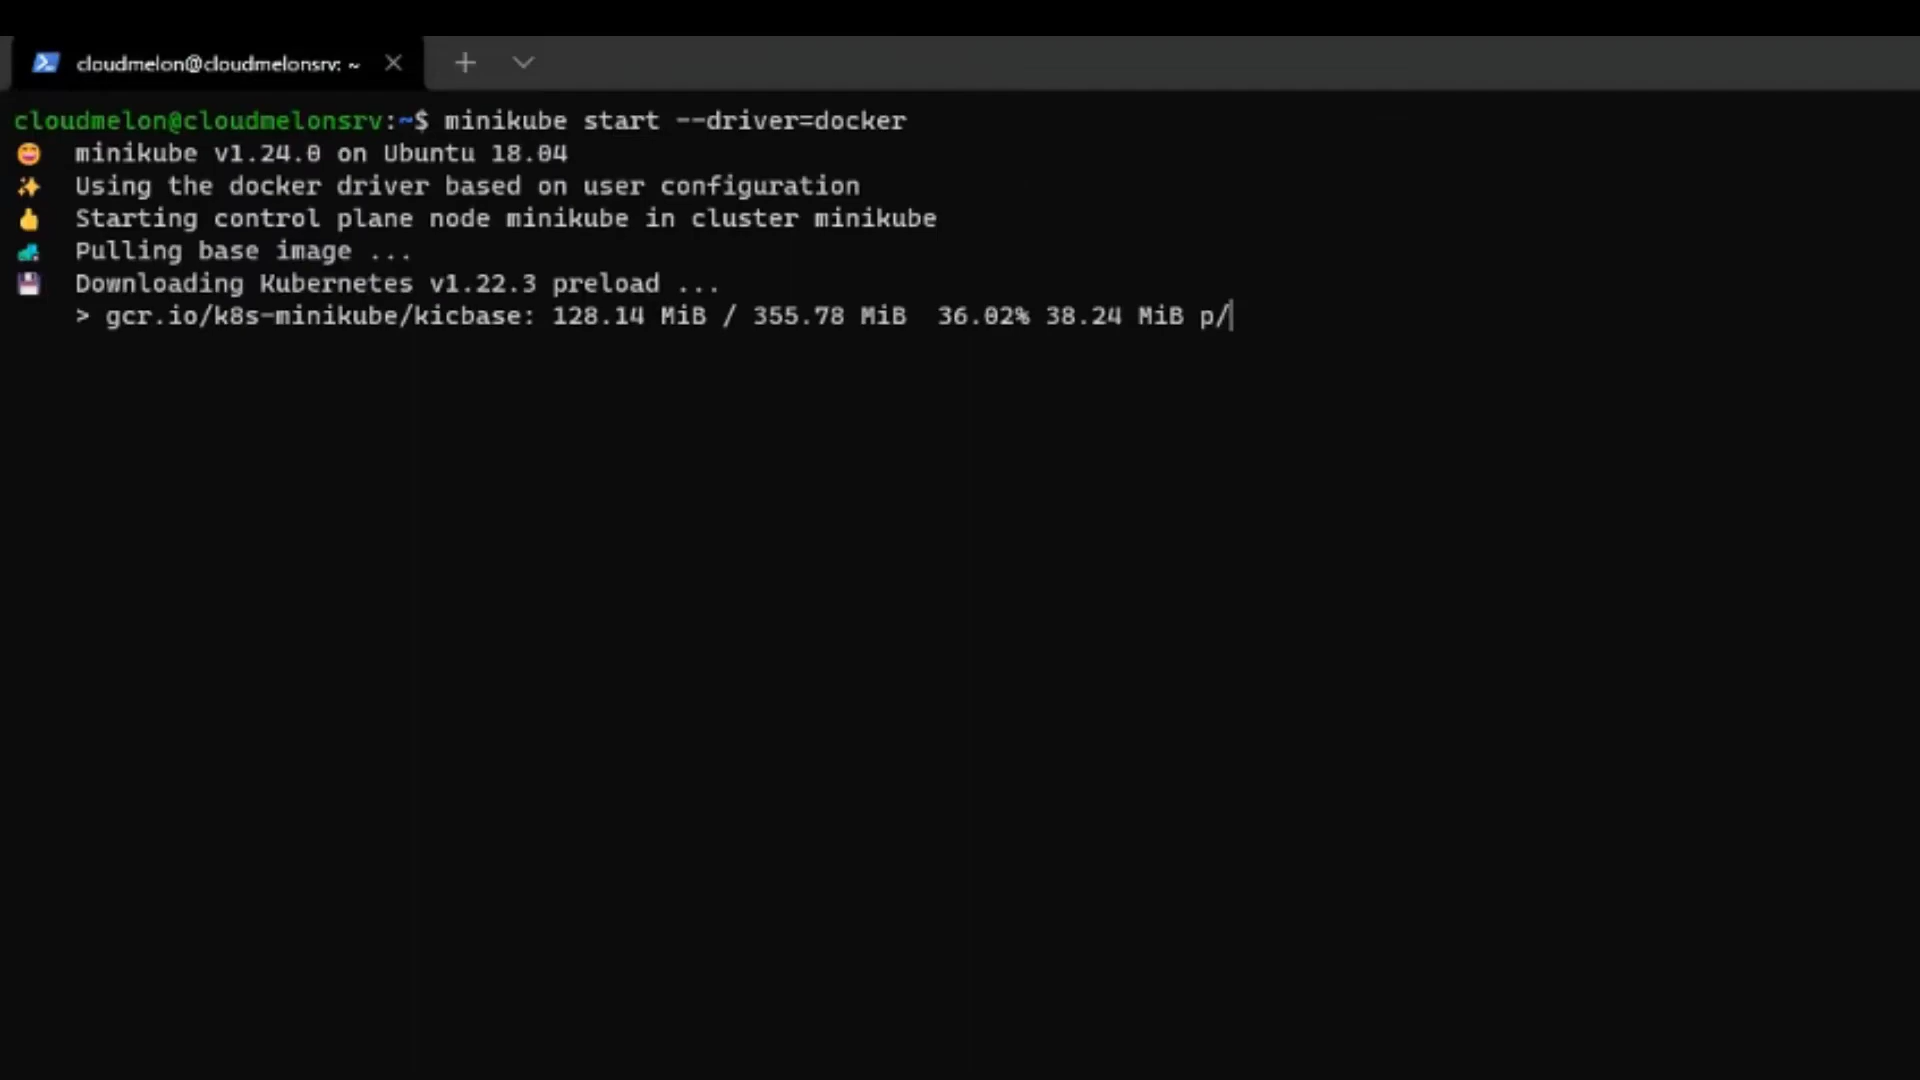 cloudmelon@cloudmelonsrv: ~
cloudmelon@cloudmelonsrv:~$ minikube start --driver=docker
😄 minikube v1.24.0 on Ubuntu 18.04
✨ Using the docker driver based on user configuration
👍 Starting control plane node minikube in cluster minikube
🚜 Pulling base image ...
💾 Downloading Kubernetes v1.22.3 preload ...
> gcr.io/k8s-minikube/kicbase: 128.14 MiB / 355.78 MiB 36.02% 38.24 MiB p/